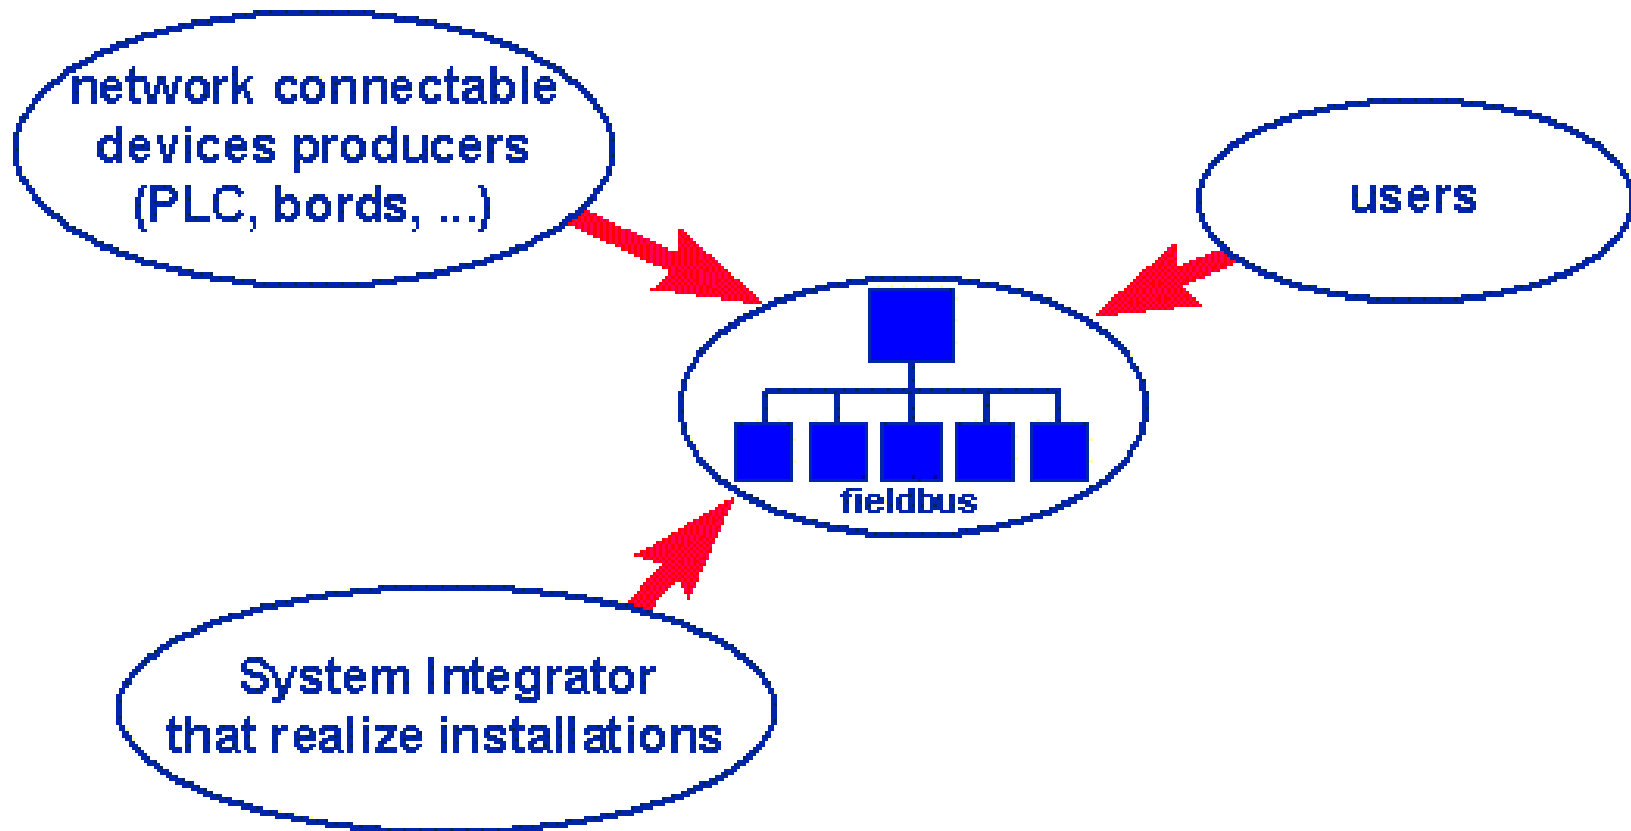 network connectable
devices producers
(PLC, bords, ...)
users
fieldbus
System Integrator
that realize installations